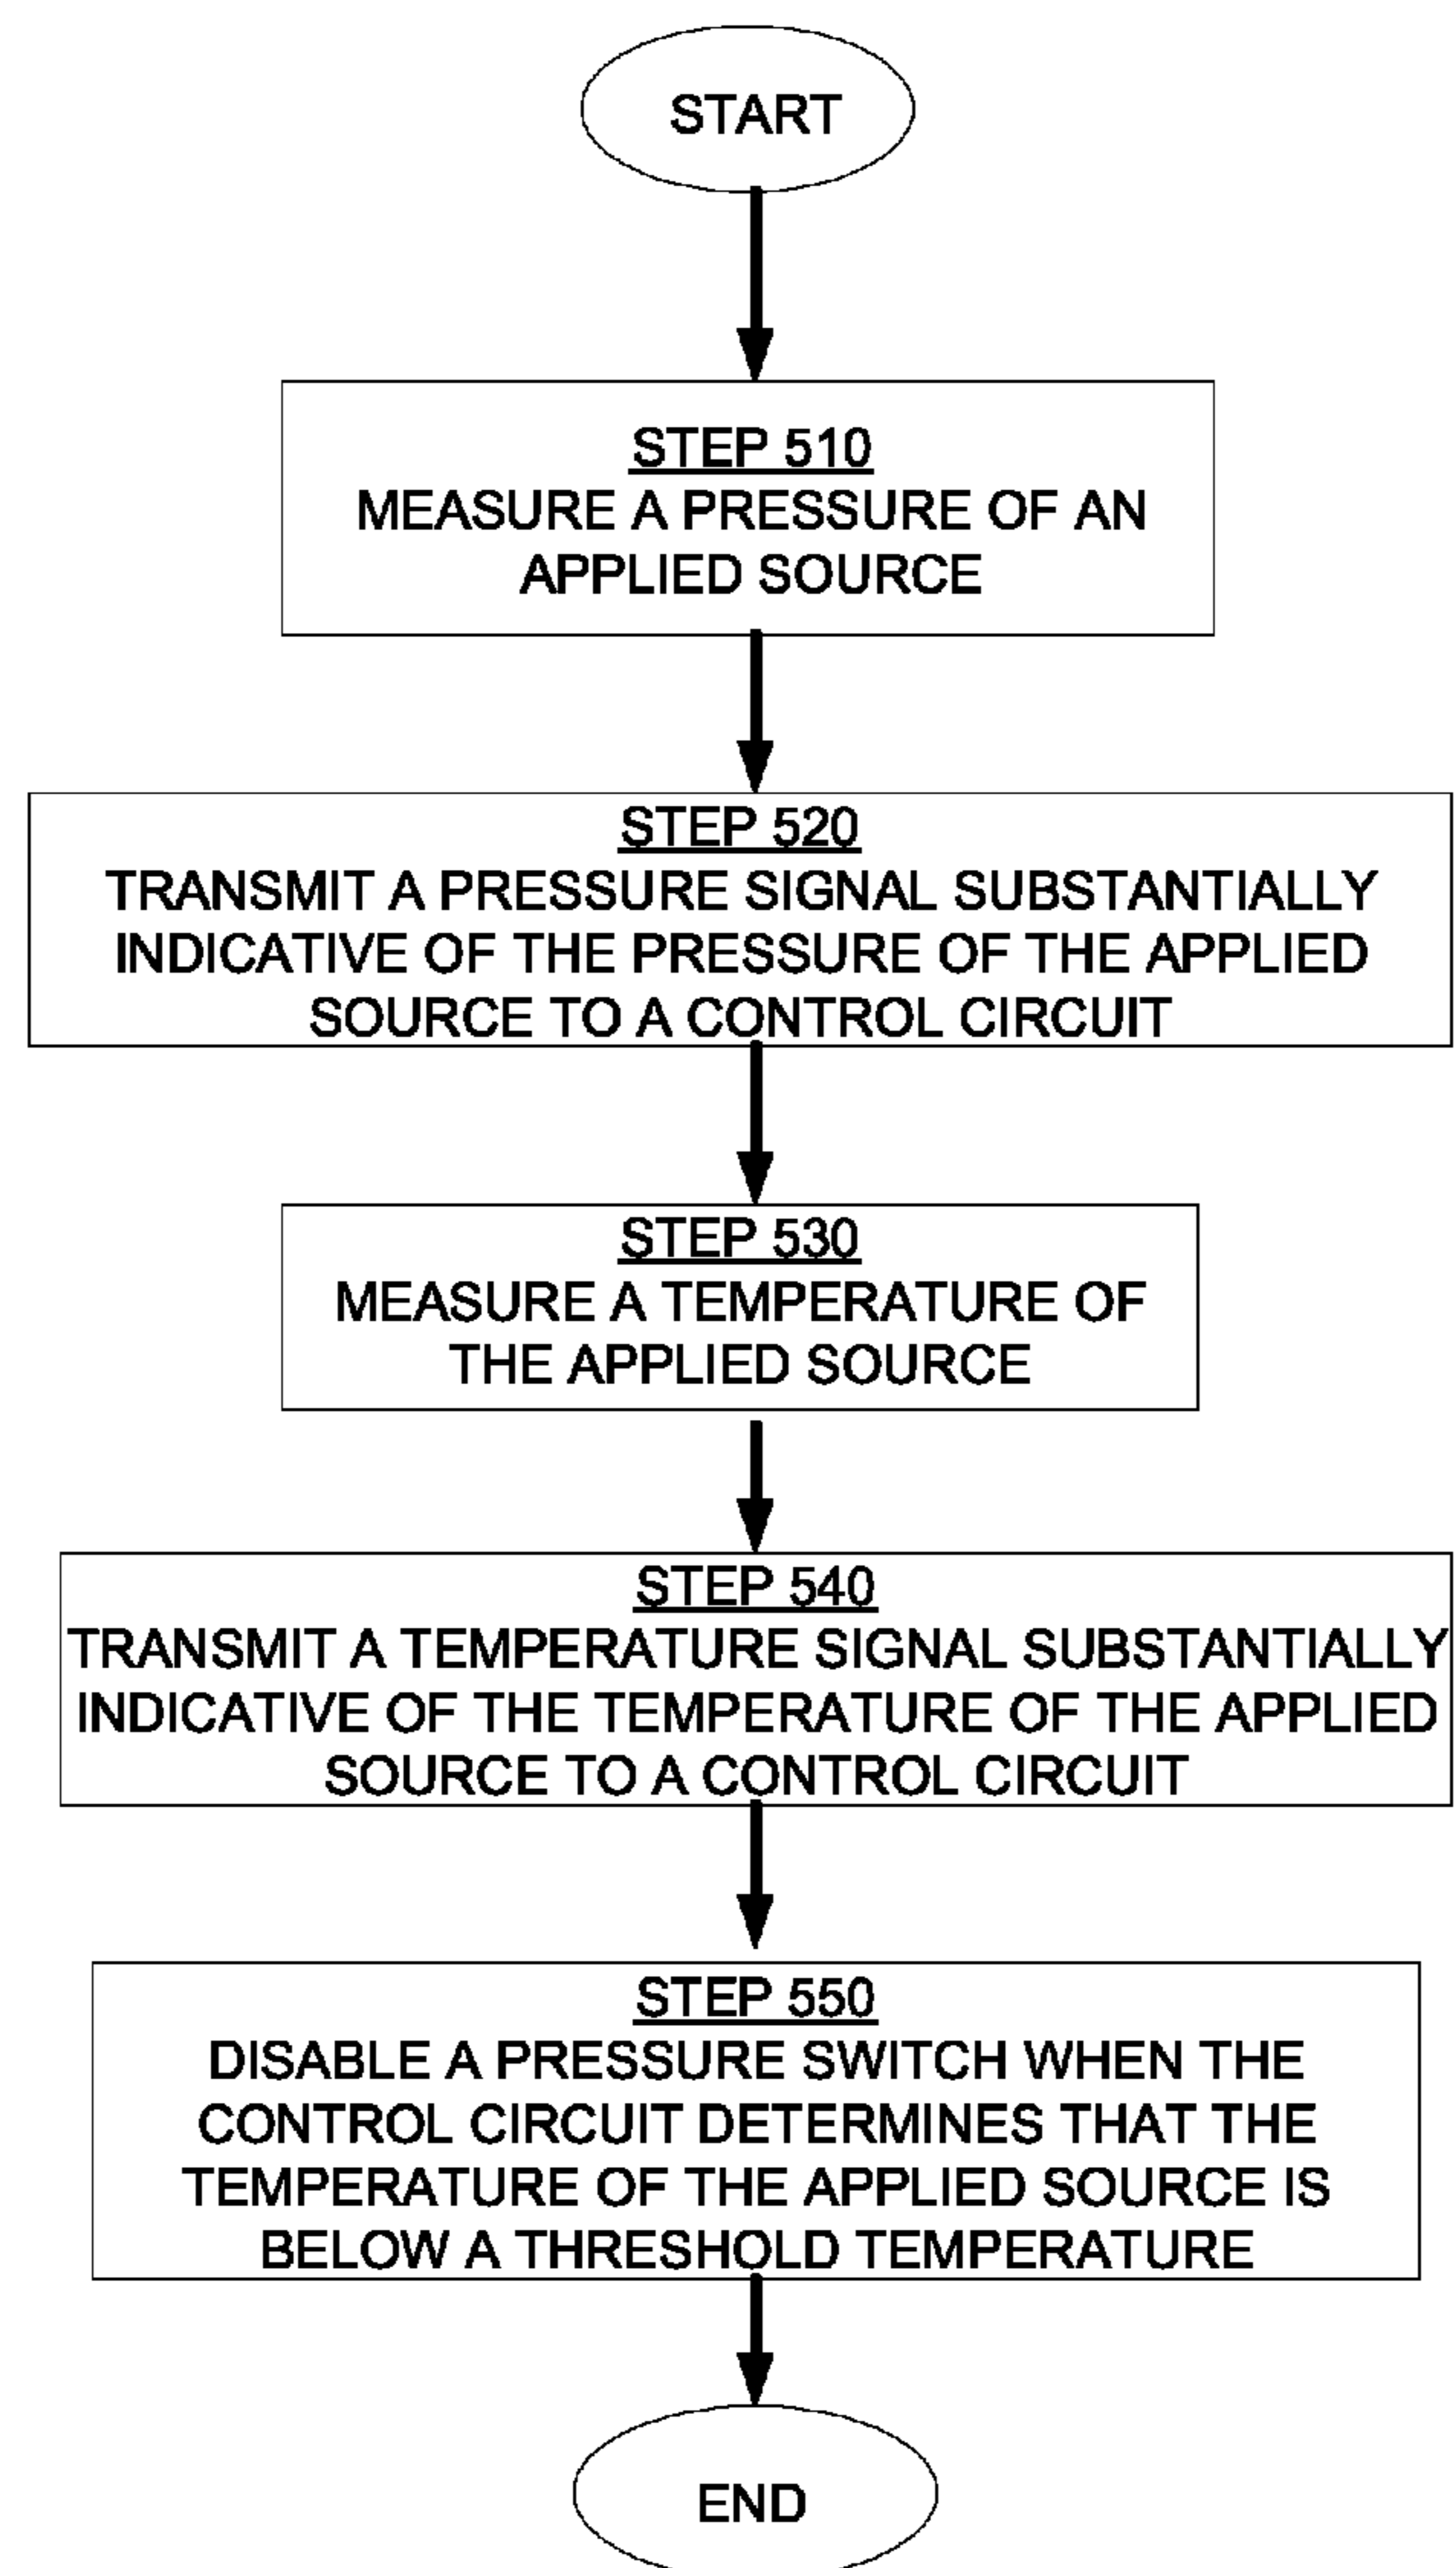 START
STEP 510
MEASURE A PRESSURE OF AN
APPLIED SOURCE
STEP 520
TRANSMIT A PRESSURE SIGNAL SUBSTANTIALLY
INDICATIVE OF THE PRESSURE OF THE APPLIED
SOURCE TO A CONTROL CIRCUIT
STEP 530
MEASURE A TEMPERATURE OF
THE APPLIED SOURCE
STEP 540
TRANSMIT A TEMPERATURE SIGNAL SUBSTANTIALLY
INDICATIVE OF THE TEMPERATURE OF THE APPLIED
SOURCE TO A CONTROL CIRCUIT
STEP 550
DISABLE A PRESSURE SWITCH WHEN THE
CONTROL CIRCUIT DETERMINES THAT THE
TEMPERATURE OF THE APPLIED SOURCE IS
BELOW A THRESHOLD TEMPERATURE
END